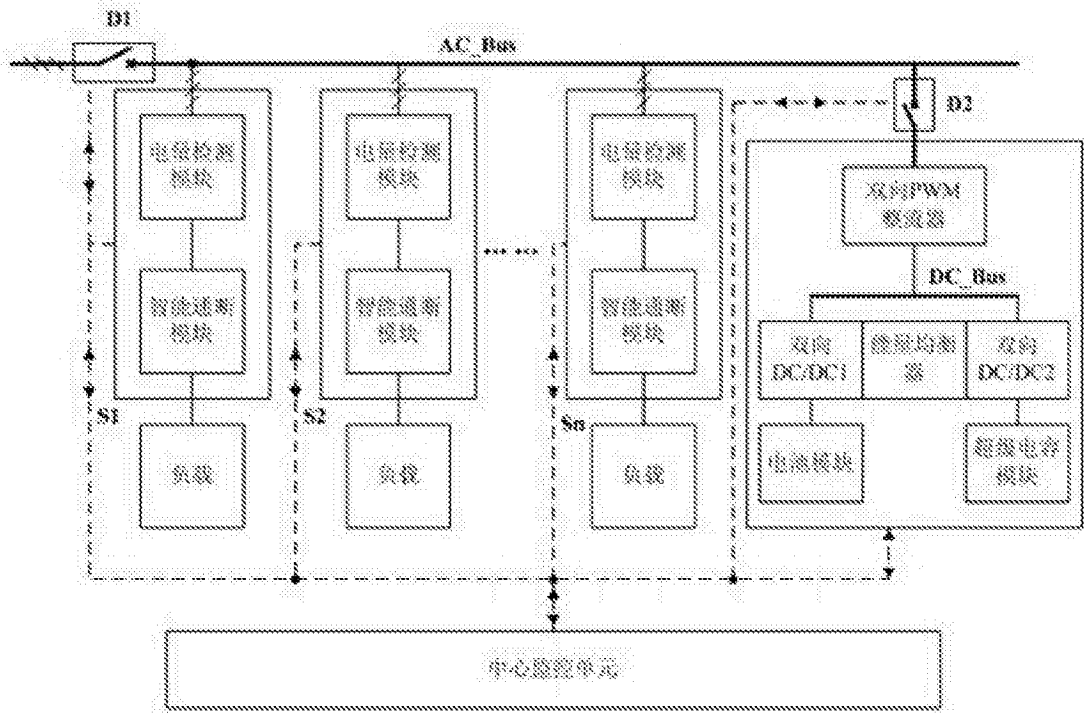 D1
AC_Bus
D2
电量检测
模块
电量检测
模块
电量检测
模块
双向PWM
整流器
DC_Bus
智能通断
模块
智能通断
模块
智能通断
模块
...... 
双向
DC/DC1
能量均衡
器
双向
DC/DC2
S1
S2
Sn
负载
负载
负载
电池模块
超级电容
模块
中心监控单元